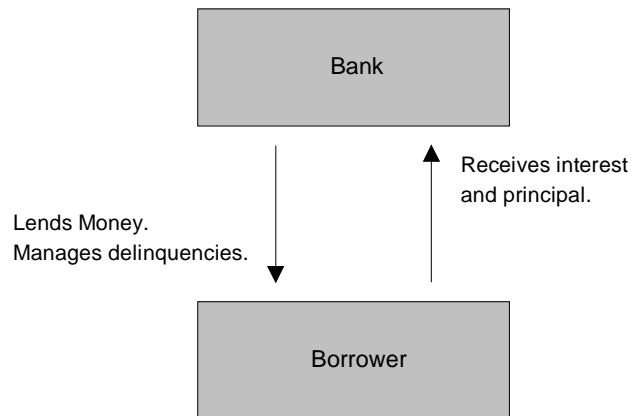 Bank
Receives interest
and principal.
Lends Money.
Manages delinquencies.
Borrower